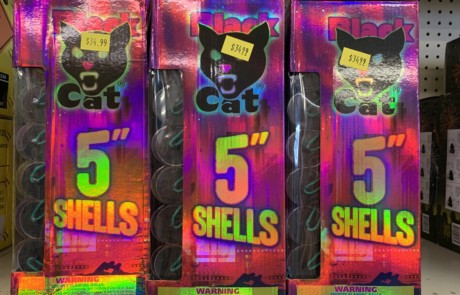 Black
$34.99
Cat
5"
SHELLS
WARNING
Black
$34.99
Cat
5"
SHELLS
WARNING
Black
$34.99
Cat
5"
SHELLS
WARNING